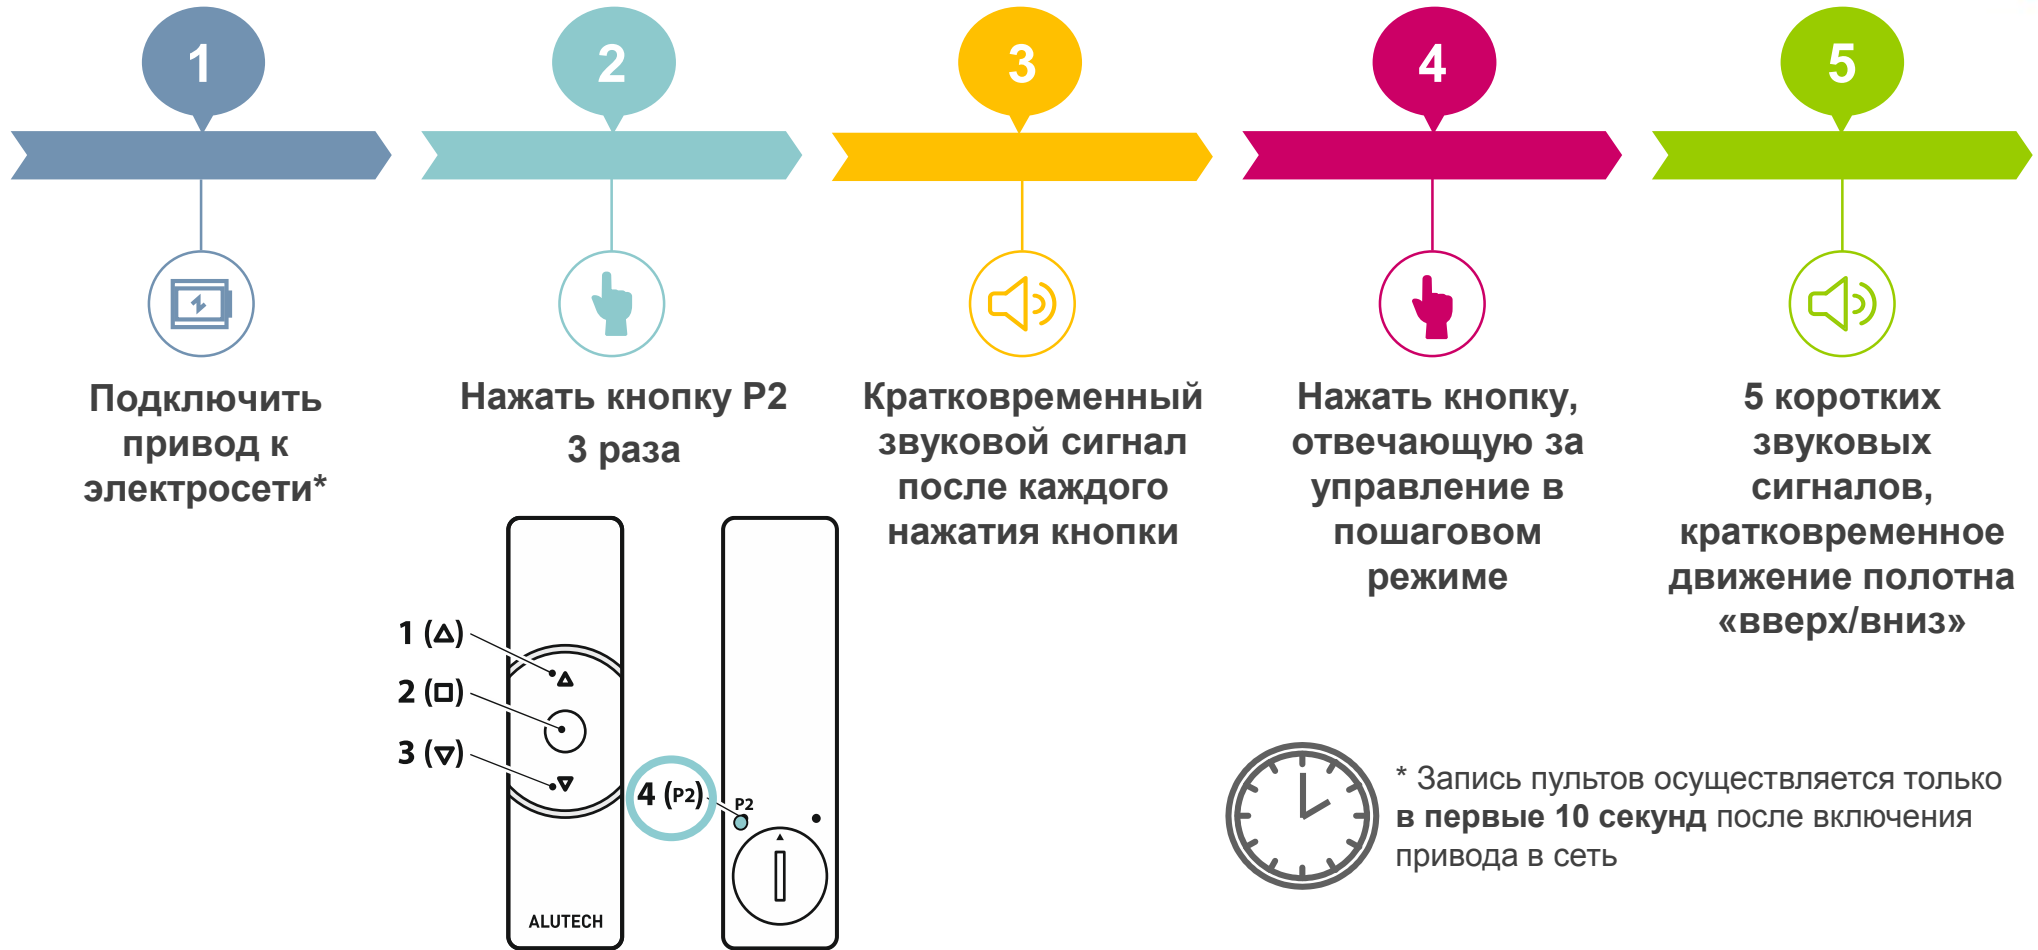 1
2
3
4
5
Подключить
привод к
электросети*
Нажать кнопку P2
3 раза
Кратковременный
звуковой сигнал
после каждого
нажатия кнопки
Нажать кнопку,
отвечающую за
управление в
пошаговом
режиме
5 коротких
звуковых
сигналов,
кратковременное
движение полотна
«вверх/вниз»
1 (△)
2 (□)
3 (▽)
4 (P2)
P2
ALUTECH
* Запись пультов осуществляется только
в первые 10 секунд после включения
привода в сеть